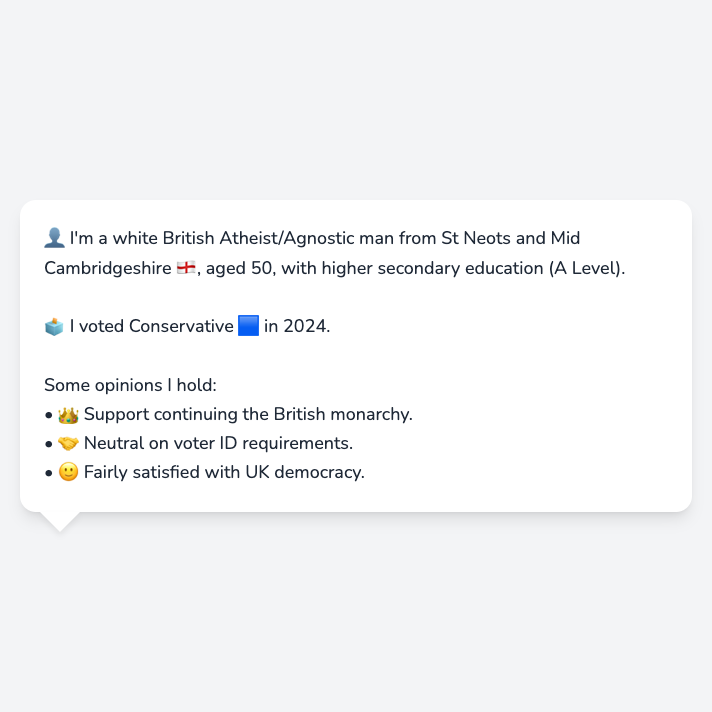 👤 I'm a white British Atheist/Agnostic man from St Neots and Mid
Cambridgeshire 🏴󠁧󠁢󠁥󠁮󠁧󠁿, aged 50, with higher secondary education (A Level).
🗳️ I voted Conservative 🟦 in 2024.
Some opinions I hold:
• 👑 Support continuing the British monarchy.
• 🤝 Neutral on voter ID requirements.
• 🙂 Fairly satisfied with UK democracy.